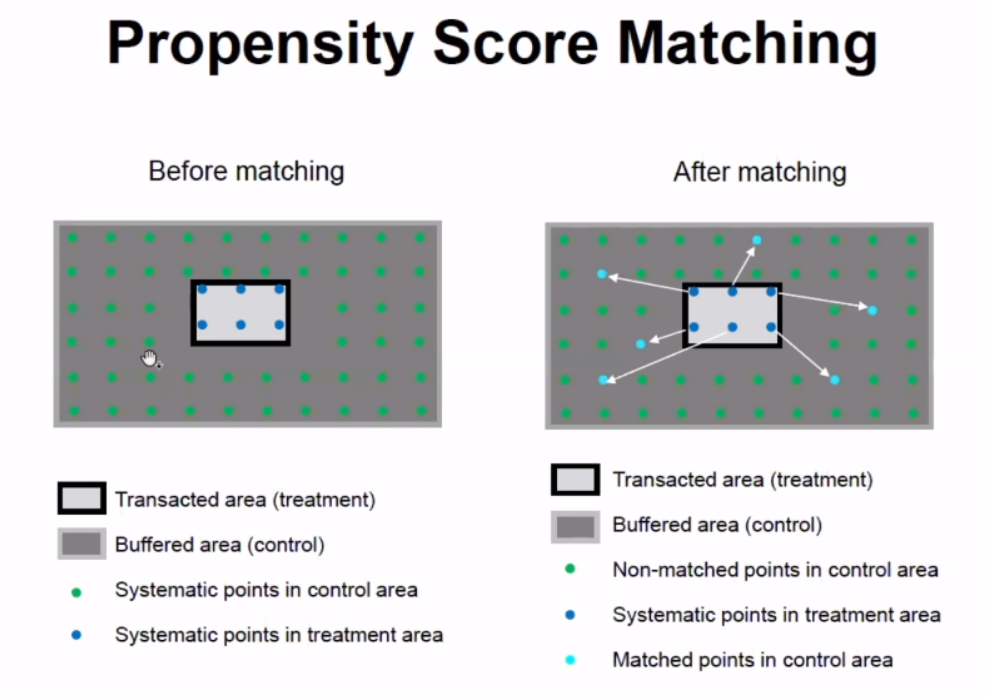 Propensity Score Matching
Before matching
After matching
Transacted area (treatment)
Buffered area (control)
Systematic points in control area
Systematic points in treatment area
Transacted area (treatment)
Buffered area (control)
Non-matched points in control area
Systematic points in treatment area
Matched points in control area